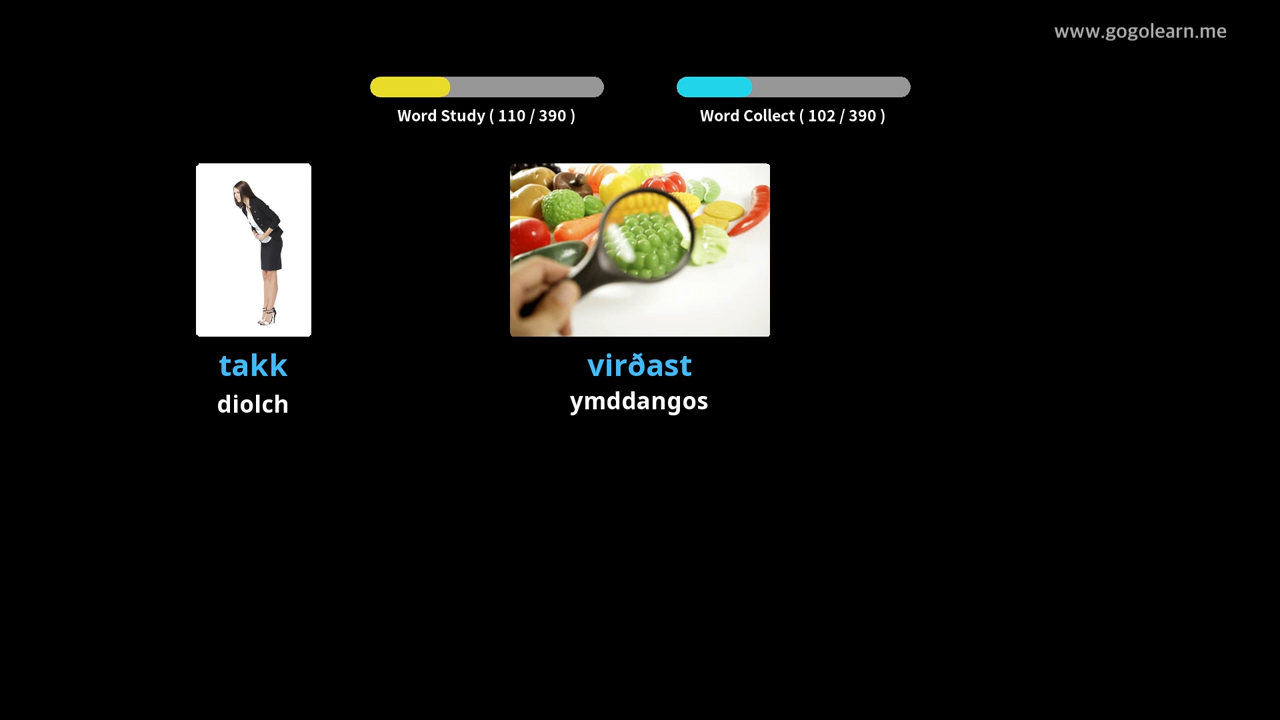 www.gogolearn.me
Word Study ( 110 / 390 )
Word Collect ( 102 / 390 )
takk
diolch
virðast
ymddangos